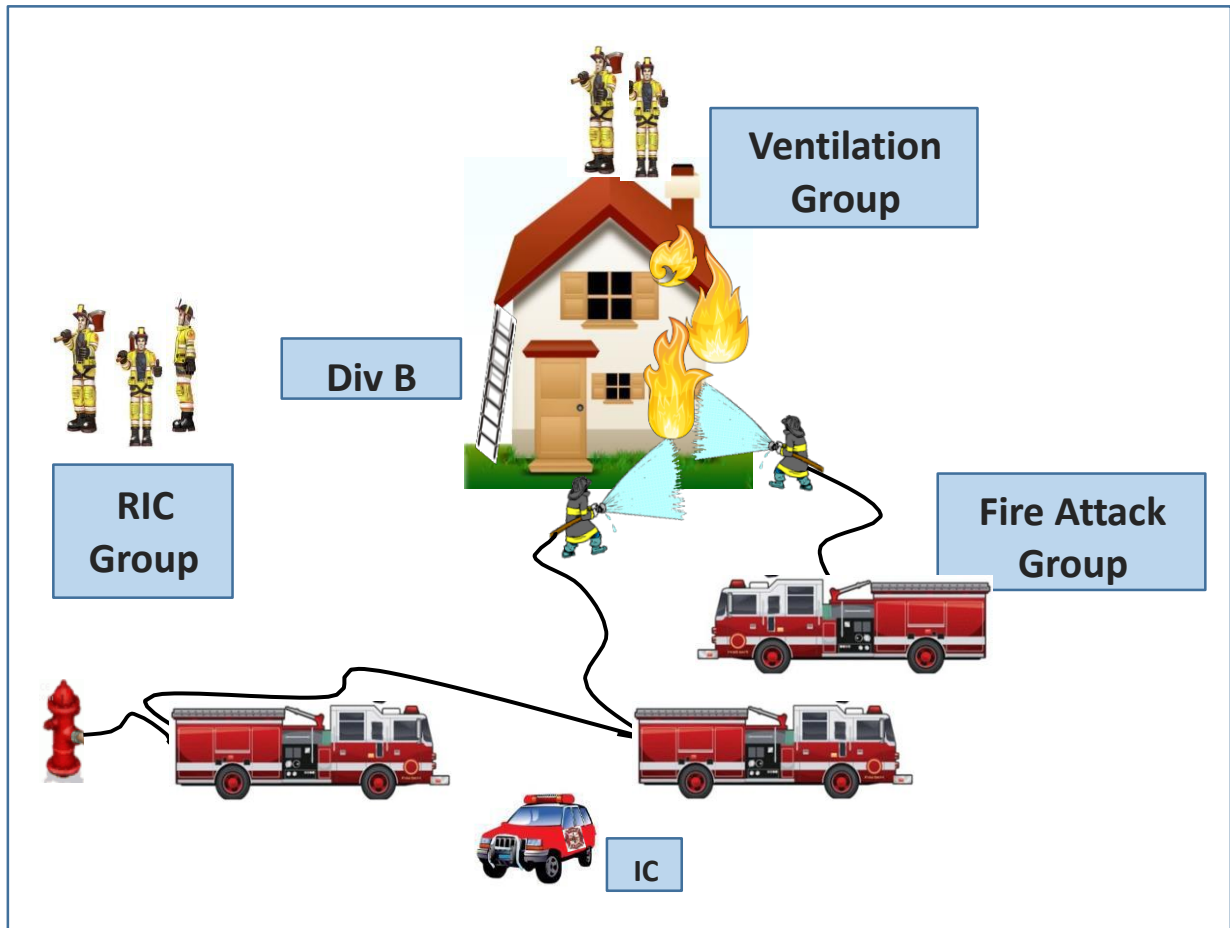 Ventilation
Group
Div B
RIC
Group
Fire Attack
Group
IC